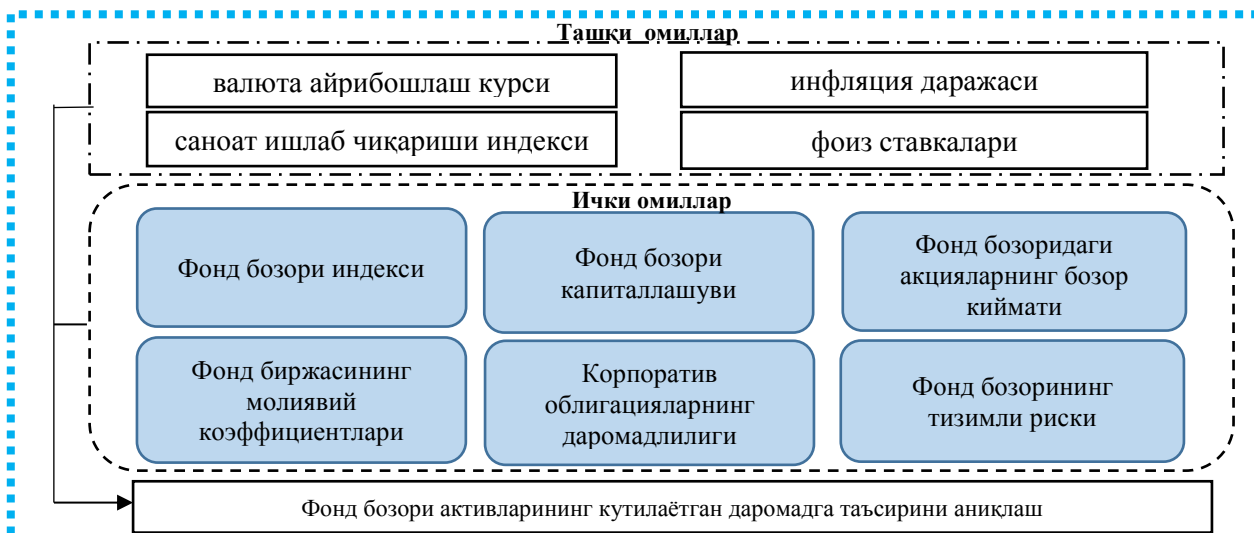 Ташқи омиллар
валюта айрибошлаш курси
инфляция даражаси
саноат ишлаб чиқариши индекси
фоиз ставкалари
Ички омиллар
Фонд бозори индекси
Фонд бозори
капиталлашуви
Фонд бозоридаги
акцияларнинг бозор
киймати
Фонд биржасининг
молиявий
коэффициентлари
Корпоратив
облигацияларнинг
даромадлилиги
Фонд бозорининг
тизимли риски
Фонд бозори активларининг кутилаётган даромадга таъсирини аниқлаш